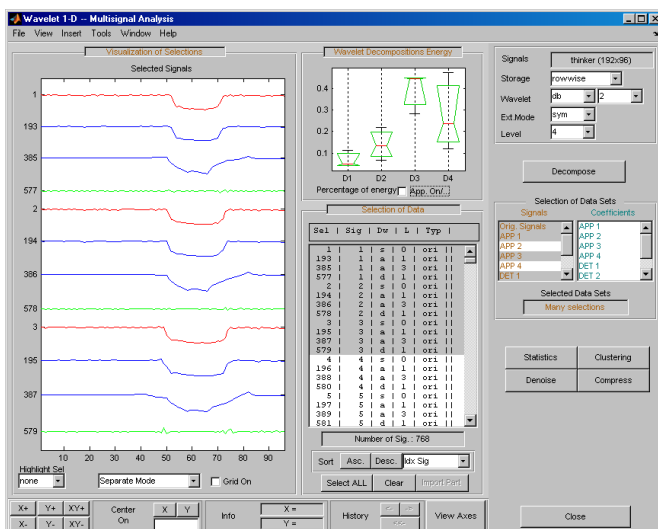 Wavelet 1-D -- Multisignal Analysis
File View Insert Tools Window Help
Visualization of Selections
Selected Signals
1
193
385
577
2
194
386
578
3
195
387
579
10 20 30 40 50 60 70 80 90
Highlight Sel
none
Separate Mode
Grid On
Wavelet Decompositions Energy
0.4
0.3
0.2
0.1
D1 D2 D3 D4
Percentage of energy
App. On/...
Selection of Data
Sel | Sig | Dw | L | Typ |
1 | 1 | s | 0 | ori ||
193 | 1 | a | 1 | ori ||
385 | 1 | a | 3 | ori ||
577 | 1 | d | 1 | ori ||
2 | 2 | s | 0 | ori ||
194 | 2 | a | 1 | ori ||
386 | 2 | a | 3 | ori ||
578 | 2 | d | 1 | ori ||
3 | 3 | s | 0 | ori ||
195 | 3 | a | 1 | ori ||
387 | 3 | a | 3 | ori ||
579 | 3 | d | 1 | ori ||
4 | 4 | s | 0 | ori ||
196 | 4 | a | 1 | ori ||
388 | 4 | a | 3 | ori ||
580 | 4 | d | 1 | ori ||
5 | 5 | s | 0 | ori ||
197 | 5 | a | 1 | ori ||
389 | 5 | a | 3 | ori ||
581 | 5 | d | 1 | ori ||
Number of Sig. : 768
Sort Asc. Desc. Idx Sig
Select ALL Clear Import Part.
Signals thinker (192x96)
Storage rowwise
Wavelet db 2
Ext.Mode sym
Level 4
Decompose
Selection of Data Sets
Signals
Orig. Signals
APP 1
APP 2
APP 3
APP 4
DET 1
Coefficients
APP 1
APP 2
APP 3
APP 4
DET 1
DET 2
Selected Data Sets
Many selections
Statistics Clustering
Denoise Compress
X+ Y+ XY+
X- Y- XY-
Center On
X Y
Info
X =
Y =
History
<- ->
<<-
View Axes
Close